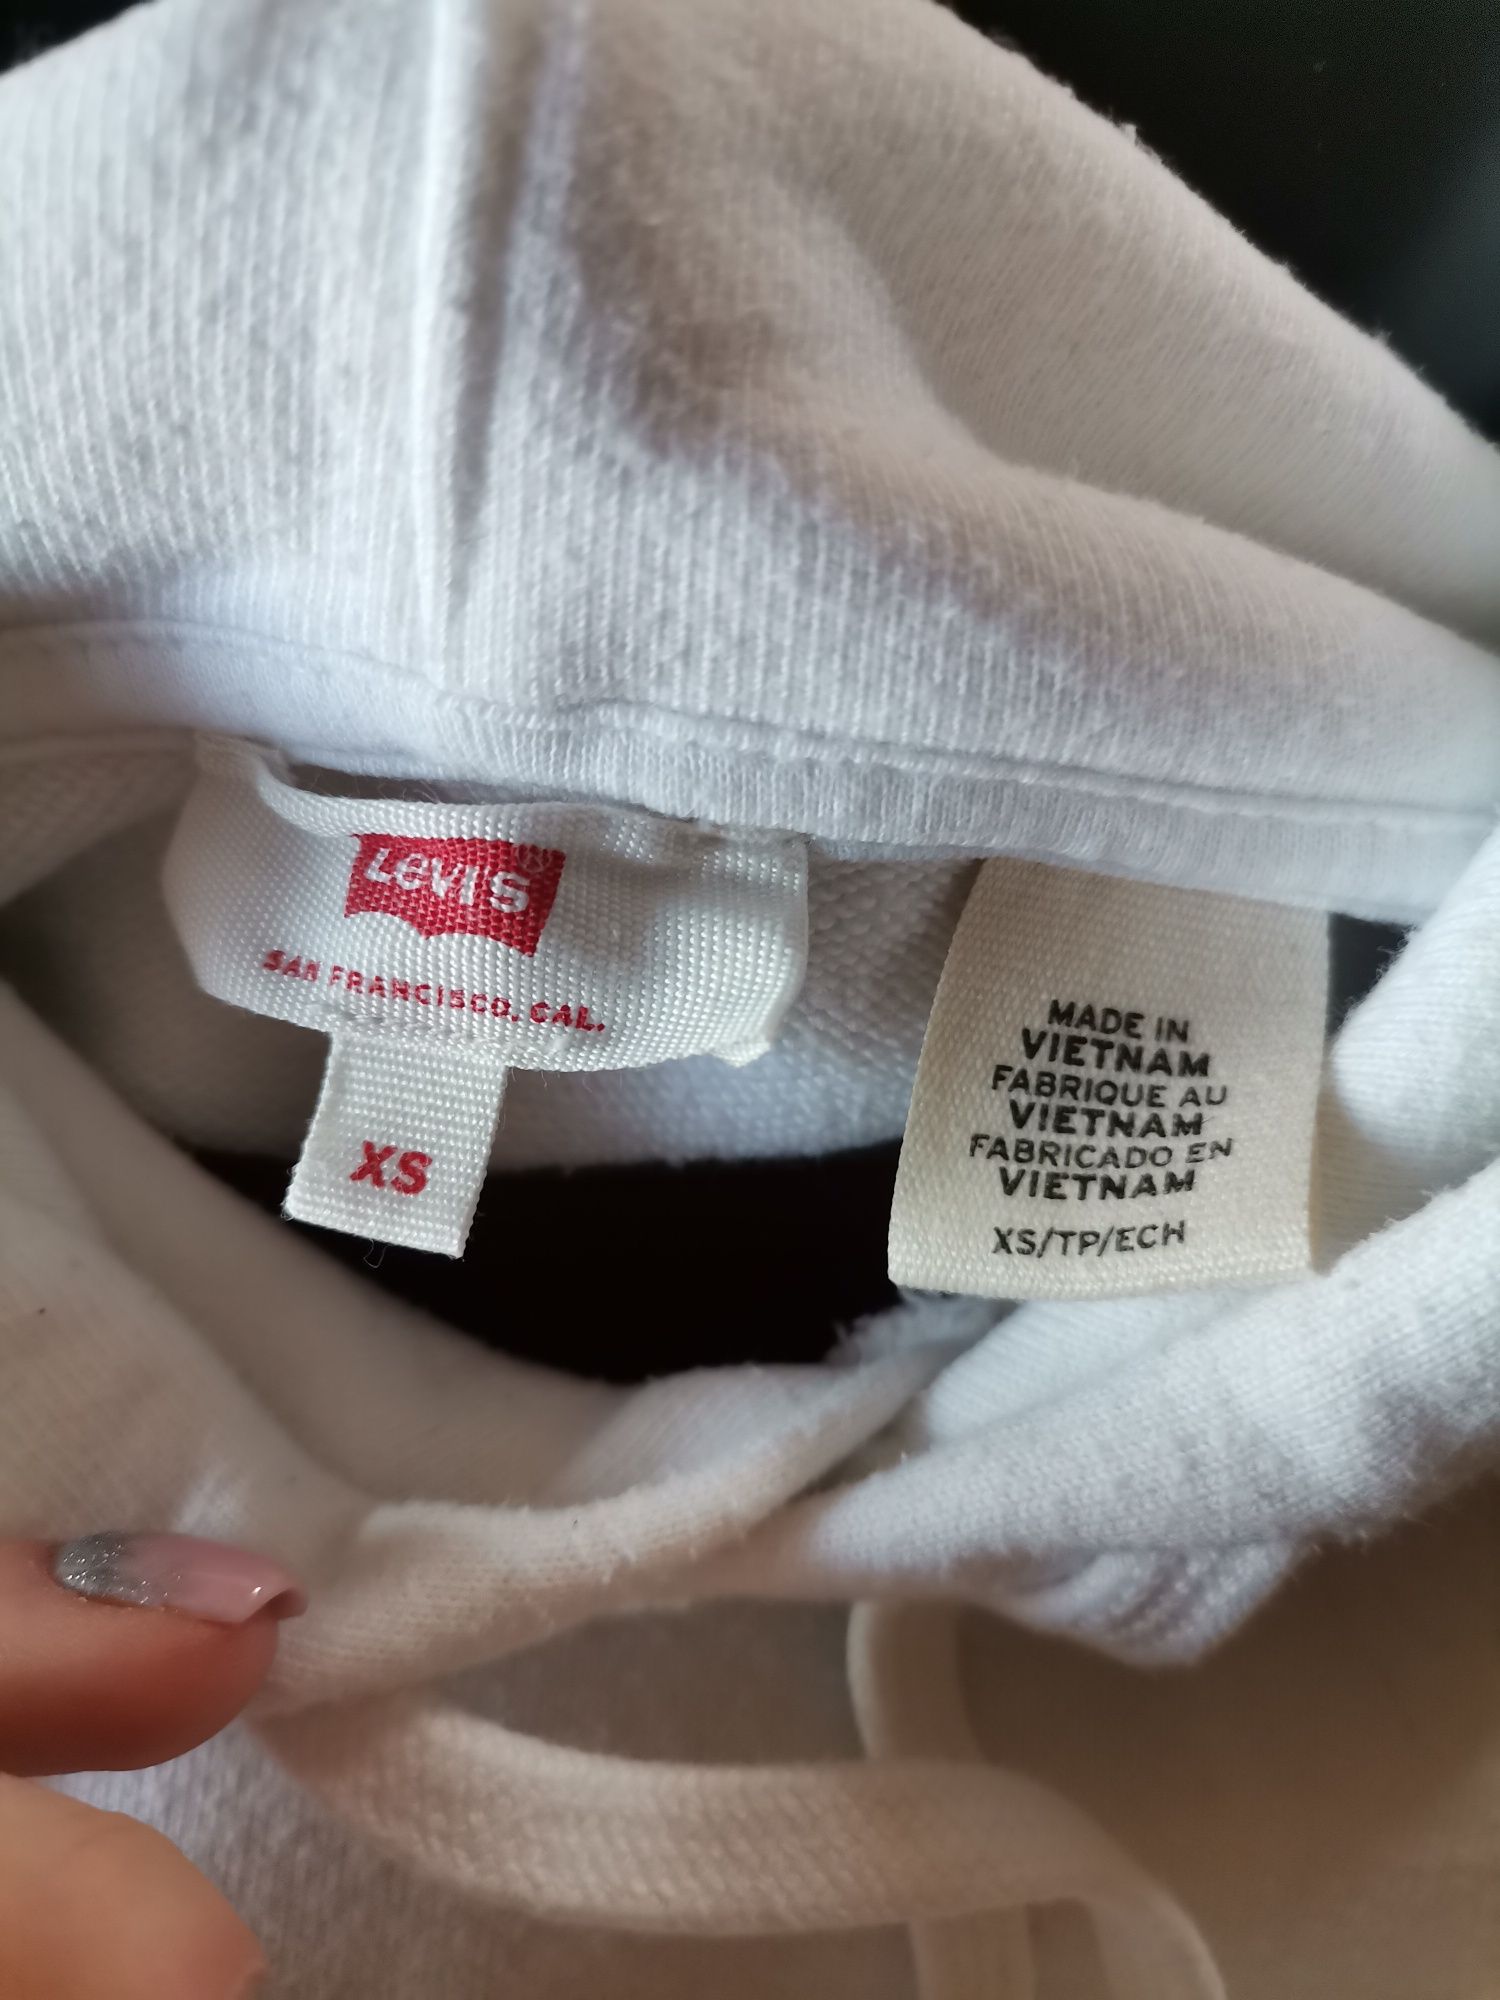 Levi's®
SAN FRANCISCO, CAL.
XS
MADE IN
VIETNAM
FABRIQUE AU
VIETNAM
FABRICADO EN
VIETNAM
XS/TP/ECH